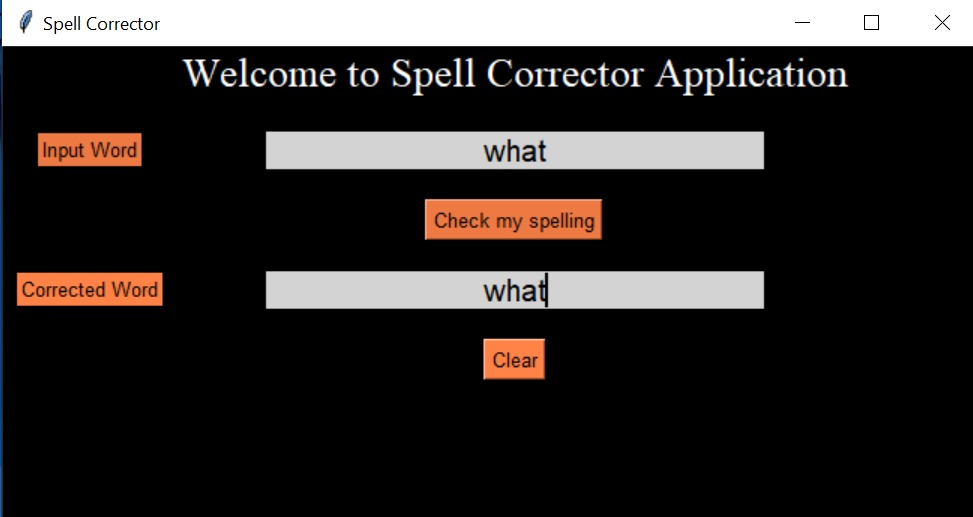 Spell Corrector
Welcome to Spell Corrector Application
Input Word
what
Check my spelling
Corrected Word
what
Clear